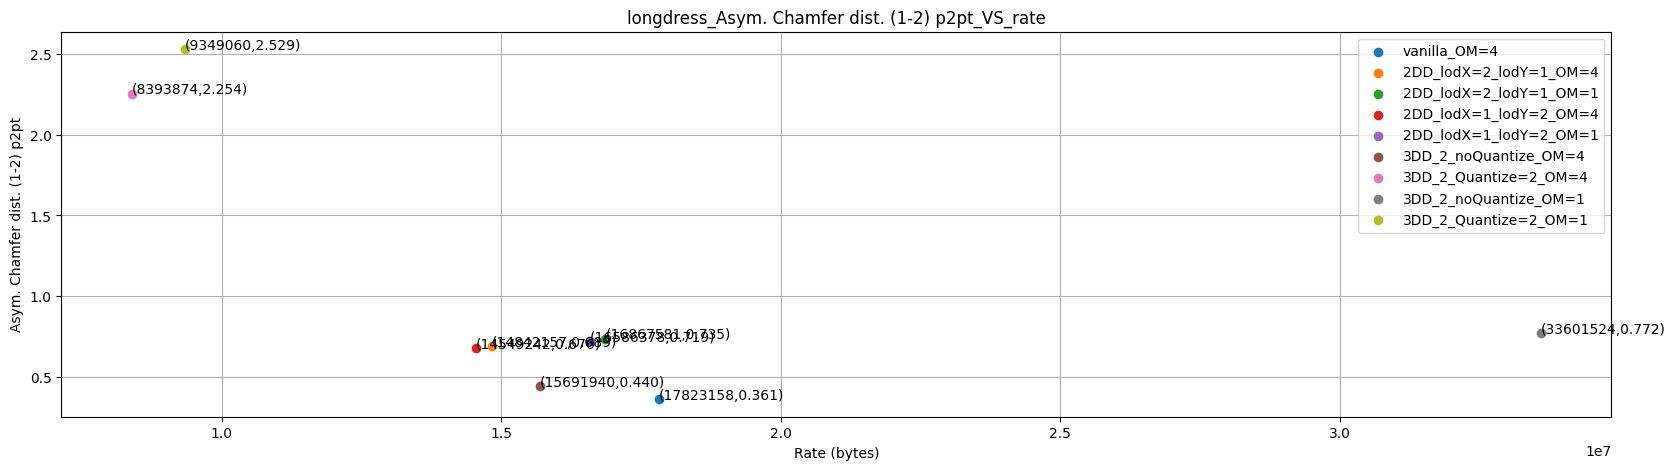 longdress_Asym. Chamfer dist. (1-2) p2pt_VS_rate
Asym. Chamfer dist. (1-2) p2pt
2.5
2.0
1.5
1.0
0.5
(9349060,2.529)
(8393874,2.254)
vanilla_OM=4
2DD_lodX=2_lodY=1_OM=4
2DD_lodX=2_lodY=1_OM=1
2DD_lodX=1_lodY=2_OM=4
2DD_lodX=1_lodY=2_OM=1
3DD_2_noQuantize_OM=4
3DD_2_Quantize=2_OM=4
3DD_2_noQuantize_OM=1
3DD_2_Quantize=2_OM=1
(16867581,0.735)
(16586378,0.719)
(33601524,0.772)
(15691940,0.440)
(17823158,0.361)
1.0
1.5
2.0
2.5
3.0
1e7
Rate (bytes)